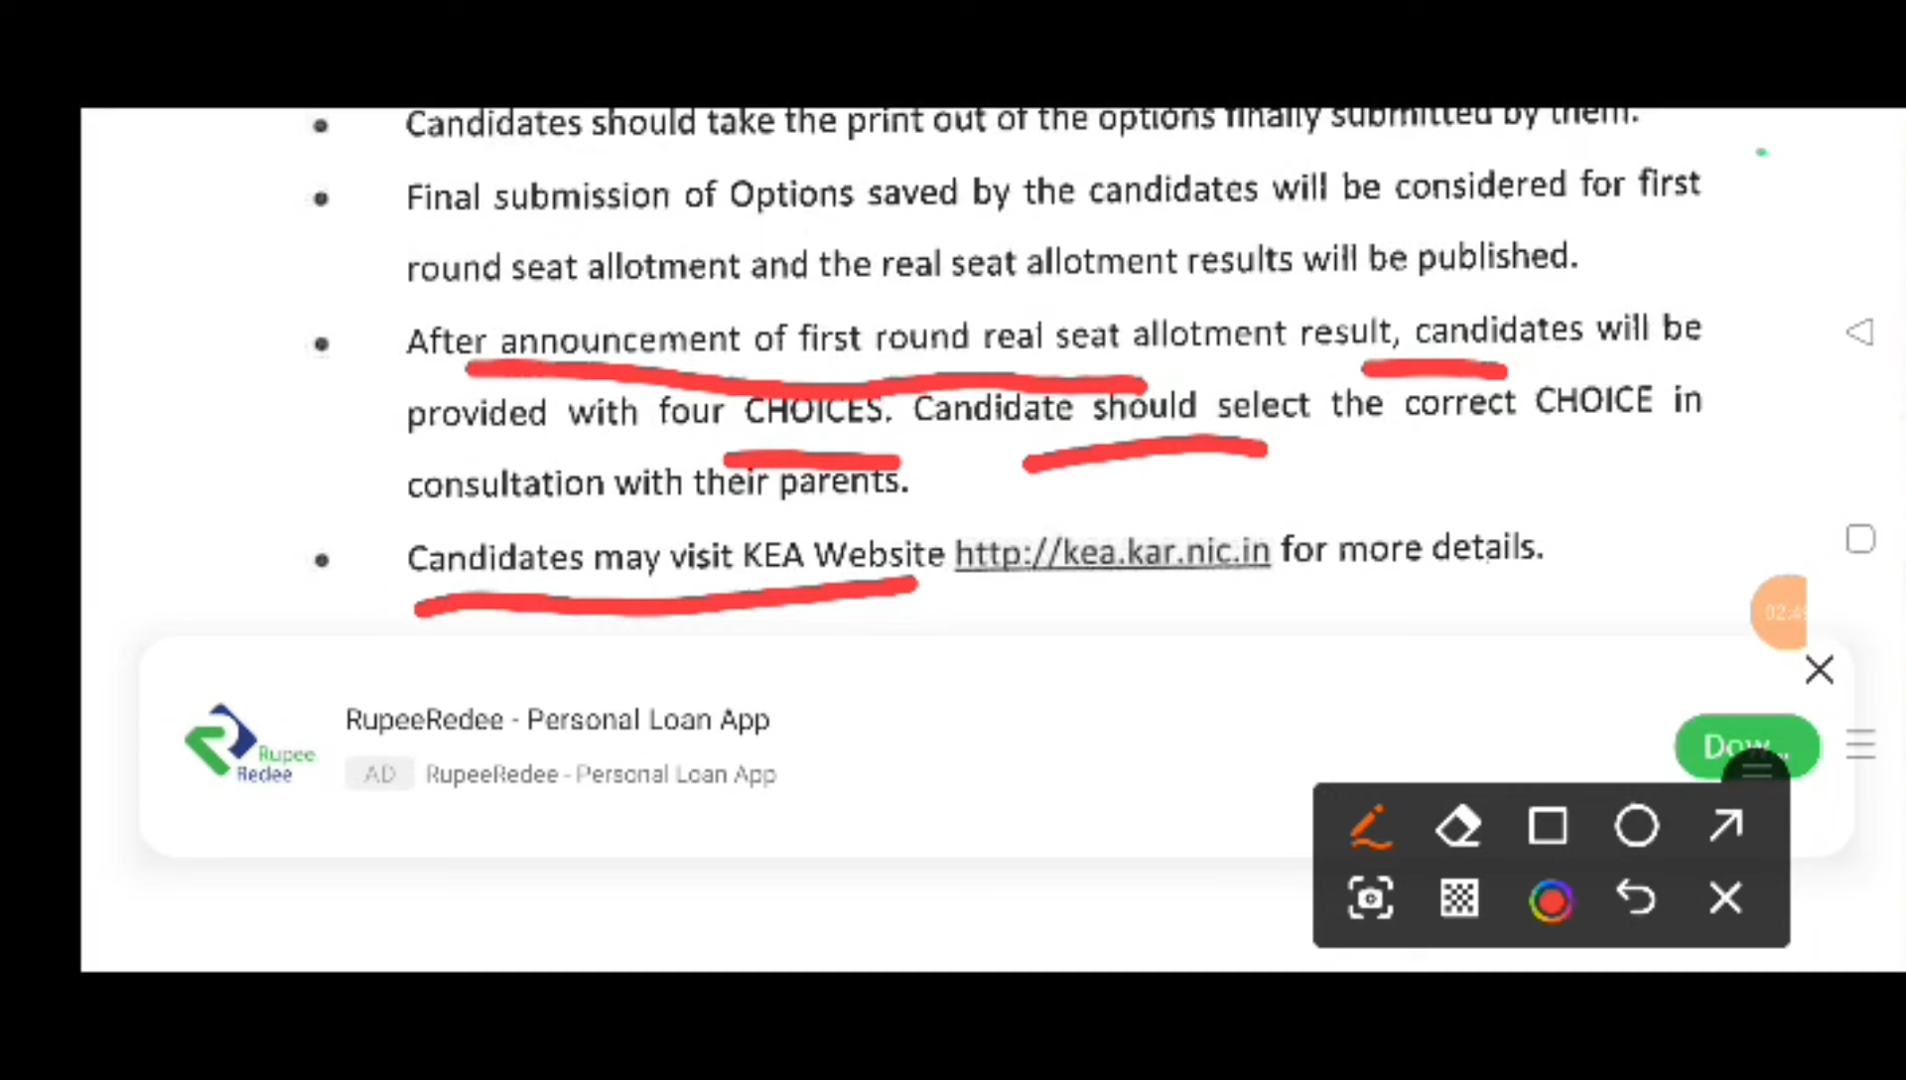 Candidates should take the print out of the options finally submitted by them.
Final submission of Options saved by the candidates will be considered for first
round seat allotment and the real seat allotment results will be published.
After announcement of first round real seat allotment result, candidates will be
provided with four CHOICES. Candidate should select the correct CHOICE in
consultation with their parents.
Candidates may visit KEA Website http://kea.kar.nic.in for more details.
RupeeRedee - Personal Loan App
Rupee
Redee
AD RupeeRedee - Personal Loan App
Dow...